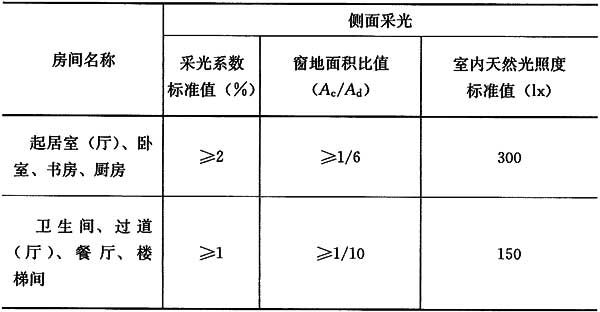 房间名称
侧面采光
采光系数
标准值（%）
窗地面积比值
（Ac/Ad）
室内天然光照度
标准值（lx）
起居室（厅）、卧
室、书房、厨房
≥2
≥1/6
300
卫生间、过道
（厅）、餐厅、楼
梯间
≥1
≥1/10
150